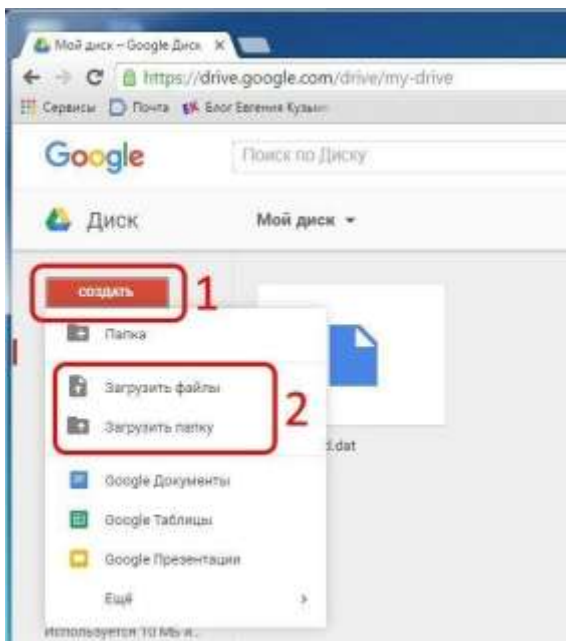 Мой диск – Google Диск
https://drive.google.com/drive/my-drive
Сервисы Почта Блог Евгения Кузьми
Google Поиск по Диску
Диск Мой диск
СОЗДАТЬ 1
Папка
Загрузить файлы
Загрузить папку
2
.dat
Google Документы
Google Таблицы
Google Презентации
Ещё
Используется 10 МБ и...